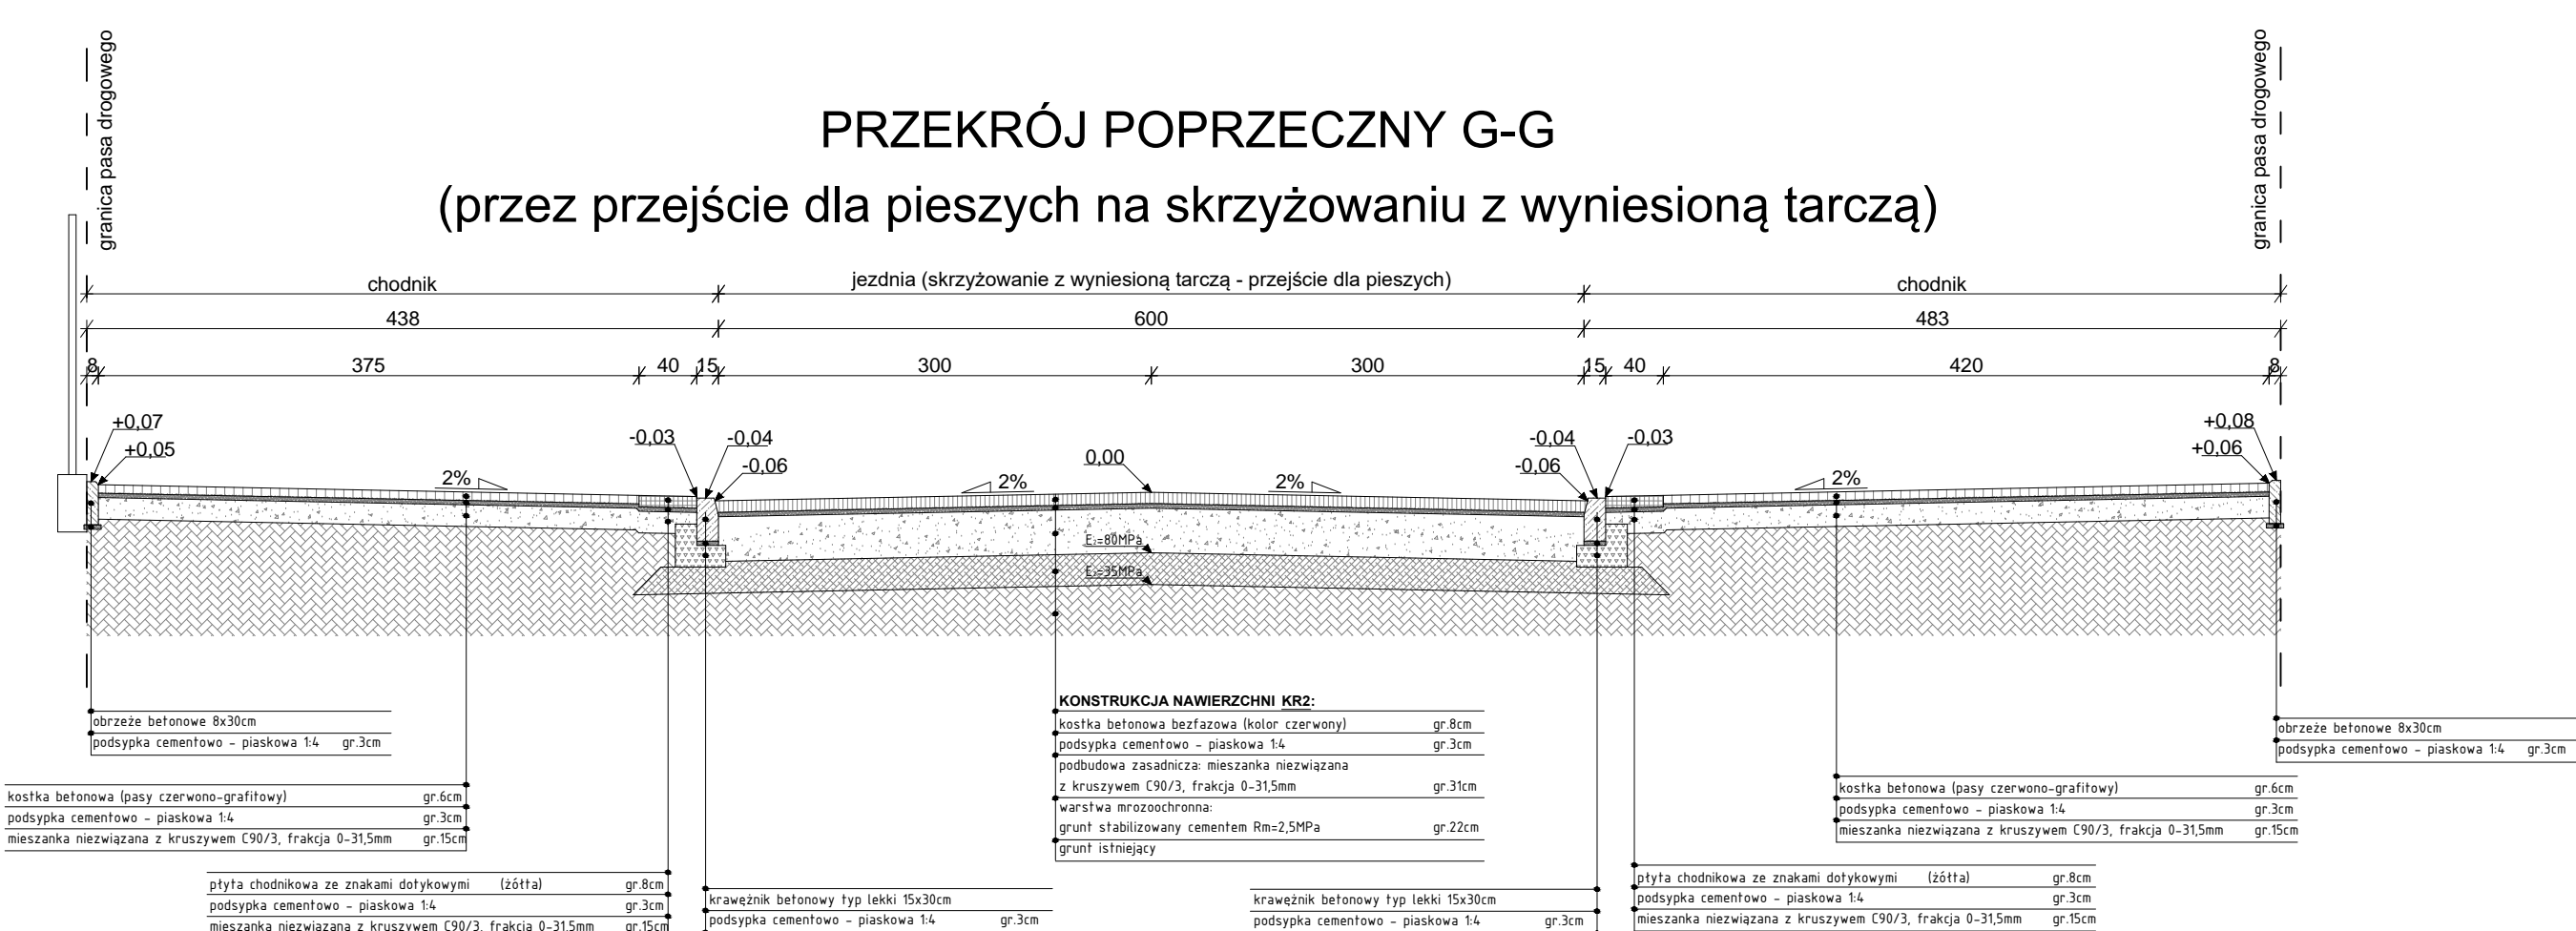 granica pasa drogowego
granica pasa drogowego
PRZEKRÓJ POPRZECZNY G-G
(przez przejście dla pieszych na skrzyżowaniu z wyniesioną tarczą)
chodnik
jezdnia (skrzyżowanie z wyniesioną tarczą - przejście dla pieszych)
chodnik
438
600
483
8
375
40
15
300
300
15
40
420
8
+0,07
+0,05
2%
-0,03
-0,04
-0,06
2%
0,00
2%
-0,04
-0,06
-0,03
2%
+0,08
+0,06
E₂=80MPa
E₂=35MPa
obrzeże betonowe 8x30cm
podsypka cementowo - piaskowa 1:4 gr.3cm
kostka betonowa (pasy czerwono-grafitowy) gr.6cm
podsypka cementowo - piaskowa 1:4 gr.3cm
mieszanka niezwiązana z kruszywem C90/3, frakcja 0-31,5mm gr.15cm
płyta chodnikowa ze znakami dotykowymi (żółta) gr.8cm
podsypka cementowo - piaskowa 1:4 gr.3cm
mieszanka niezwiązana z kruszywem C90/3, frakcja 0-31,5mm gr.15cm
krawężnik betonowy typ lekki 15x30cm
podsypka cementowo - piaskowa 1:4 gr.3cm
KONSTRUKCJA NAWIERZCHNI KR2:
kostka betonowa bezfazowa (kolor czerwony) gr.8cm
podsypka cementowo - piaskowa 1:4 gr.3cm
podbudowa zasadnicza: mieszanka niezwiązana
z kruszywem C90/3, frakcja 0-31,5mm gr.31cm
warstwa mrozoochronna:
grunt stabilizowany cementem Rm=2,5MPa gr.22cm
grunt istniejący
krawężnik betonowy typ lekki 15x30cm
podsypka cementowo - piaskowa 1:4 gr.3cm
obrzeże betonowe 8x30cm
podsypka cementowo - piaskowa 1:4 gr.3cm
kostka betonowa (pasy czerwono-grafitowy) gr.6cm
podsypka cementowo - piaskowa 1:4 gr.3cm
mieszanka niezwiązana z kruszywem C90/3, frakcja 0-31,5mm gr.15cm
płyta chodnikowa ze znakami dotykowymi (żółta) gr.8cm
podsypka cementowo - piaskowa 1:4 gr.3cm
mieszanka niezwiązana z kruszywem C90/3, frakcja 0-31,5mm gr.15cm